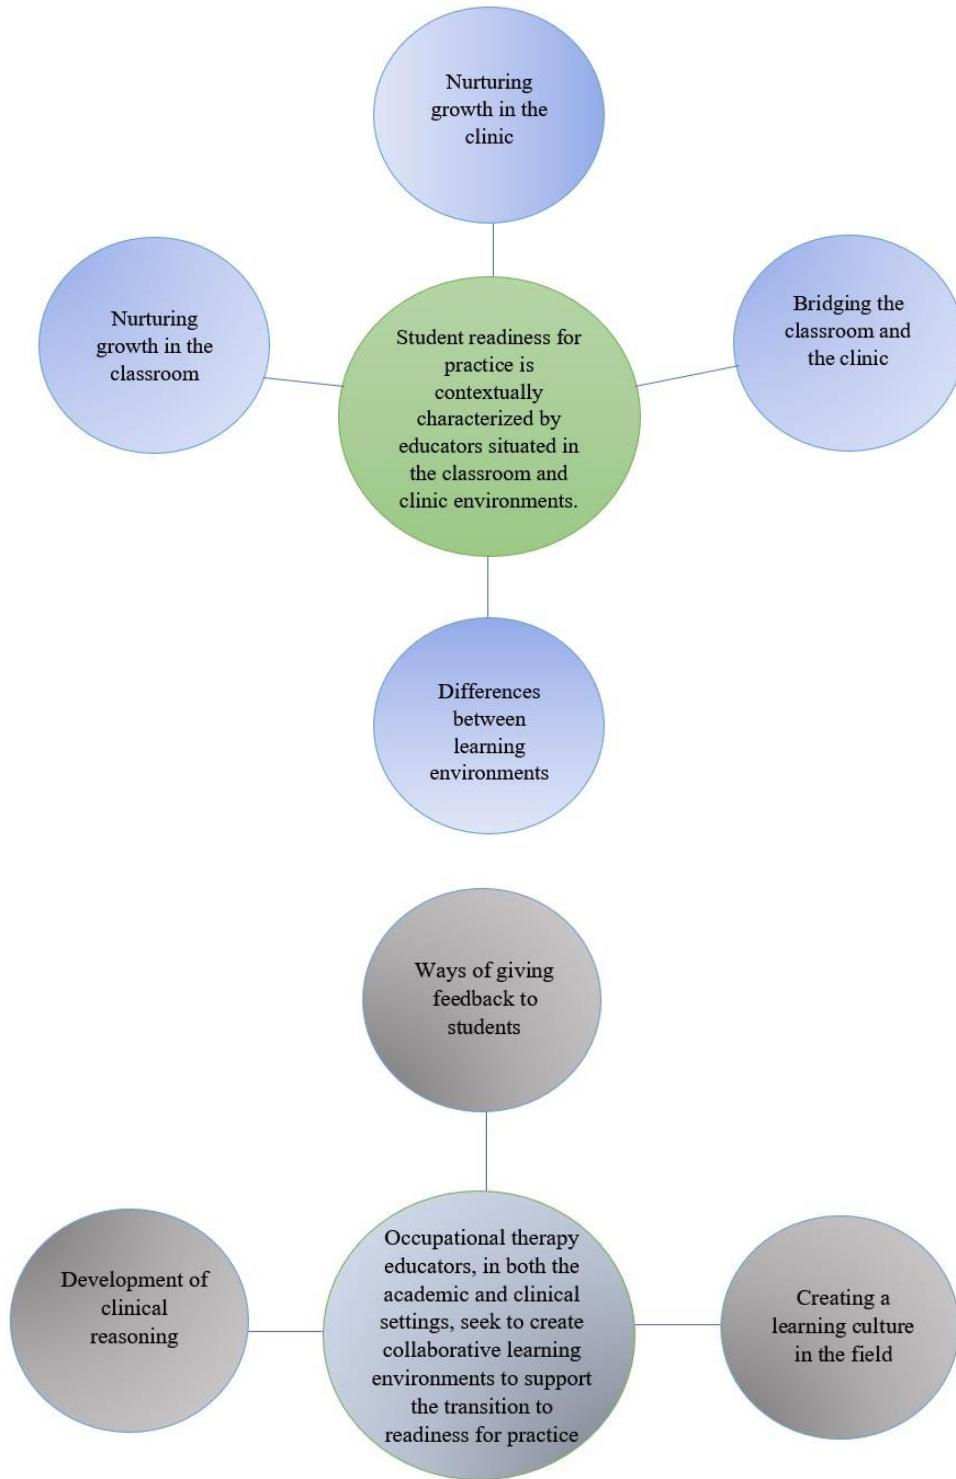 Nurturing
growth in the
clinic
Nurturing
growth in the
classroom
Student readiness for
practice is
contextually
characterized by
educators situated in
the classroom and
clinic environments.
Bridging the
classroom and
the clinic
Differences
between
learning
environments
Ways of giving
feedback to
students
Development of
clinical
reasoning
Occupational therapy
educators, in both the
academic and clinical
settings, seek to create
collaborative learning
environments to support
the transition to
readiness for practice
Creating a
learning culture
in the field